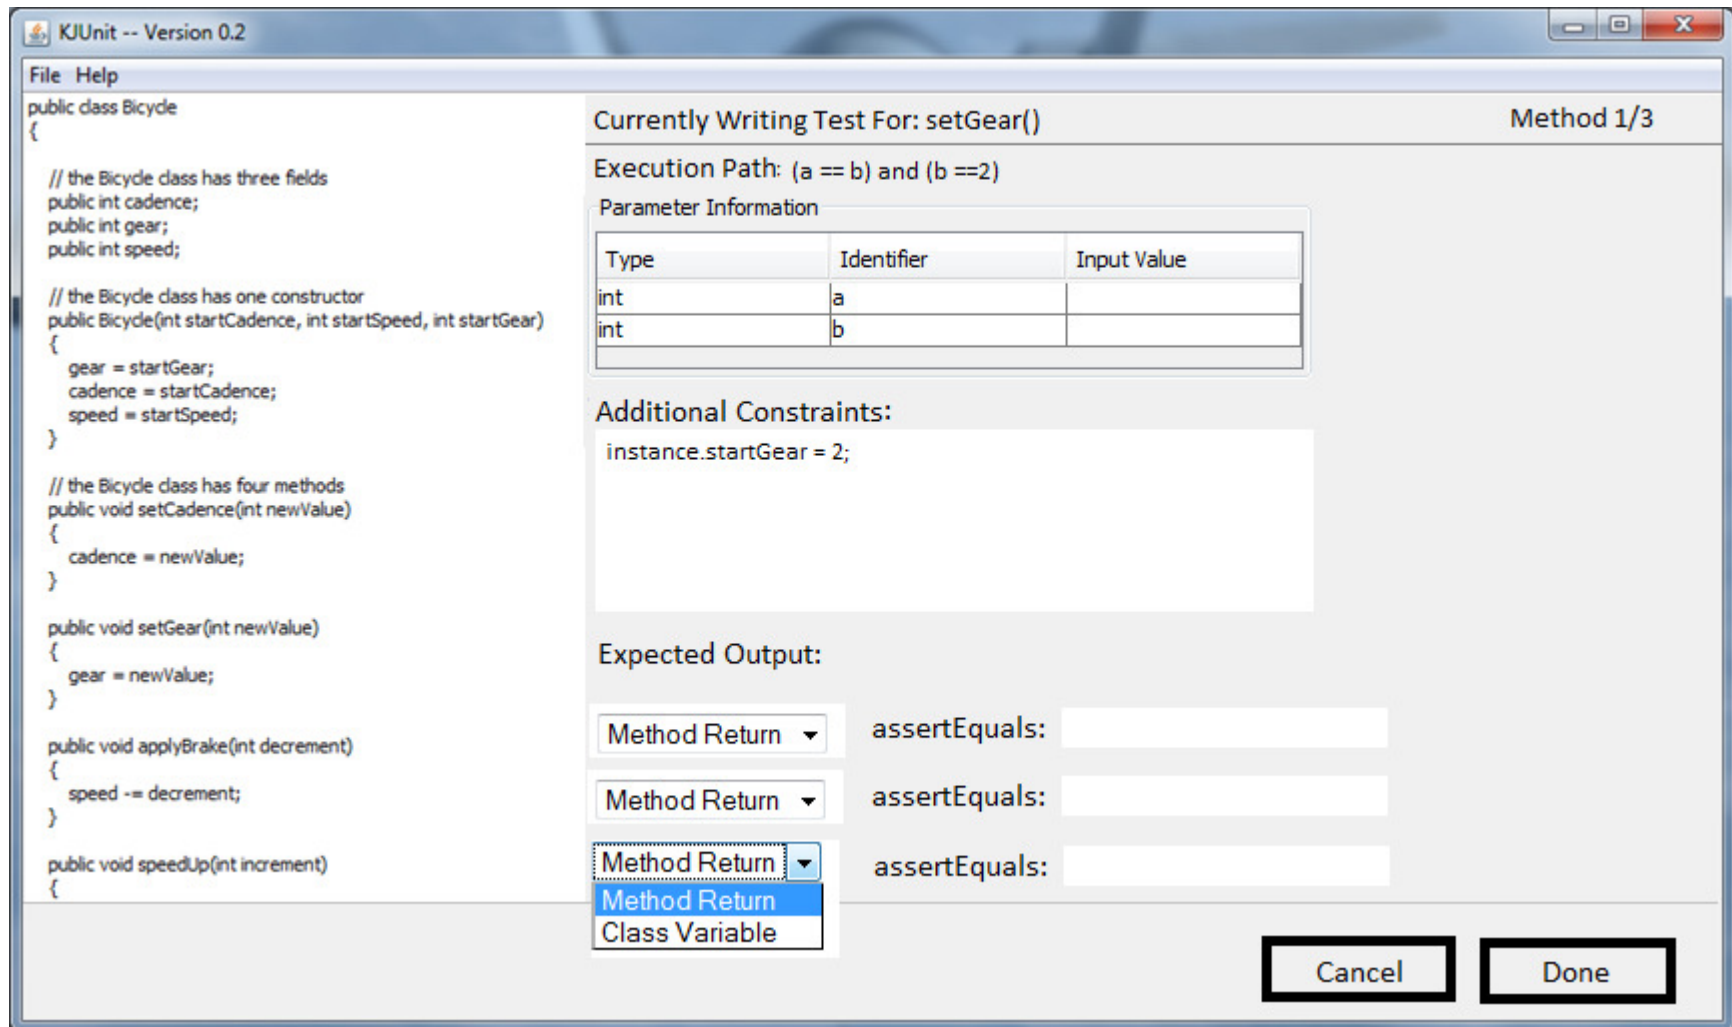 KJUnit -- Version 0.2
File Help
public class Bicycle
{
// the Bicycle class has three fields
public int cadence;
public int gear;
public int speed;
// the Bicycle class has one constructor
public Bicycle(int startCadence, int startSpeed, int startGear)
{
gear = startGear;
cadence = startCadence;
speed = startSpeed;
}
// the Bicycle class has four methods
public void setCadence(int newValue)
{
cadence = newValue;
}
public void setGear(int newValue)
{
gear = newValue;
}
public void applyBrake(int decrement)
{
speed -= decrement;
}
public void speedUp(int increment)
{
Currently Writing Test For: setGear()
Method 1/3
Execution Path: (a == b) and (b ==2)
Parameter Information
Type Identifier Input Value
int a
int b
Additional Constraints:
instance.startGear = 2;
Expected Output:
Method Return assertEquals:
Method Return assertEquals:
Method Return assertEquals:
Method Return
Class Variable
Cancel Done